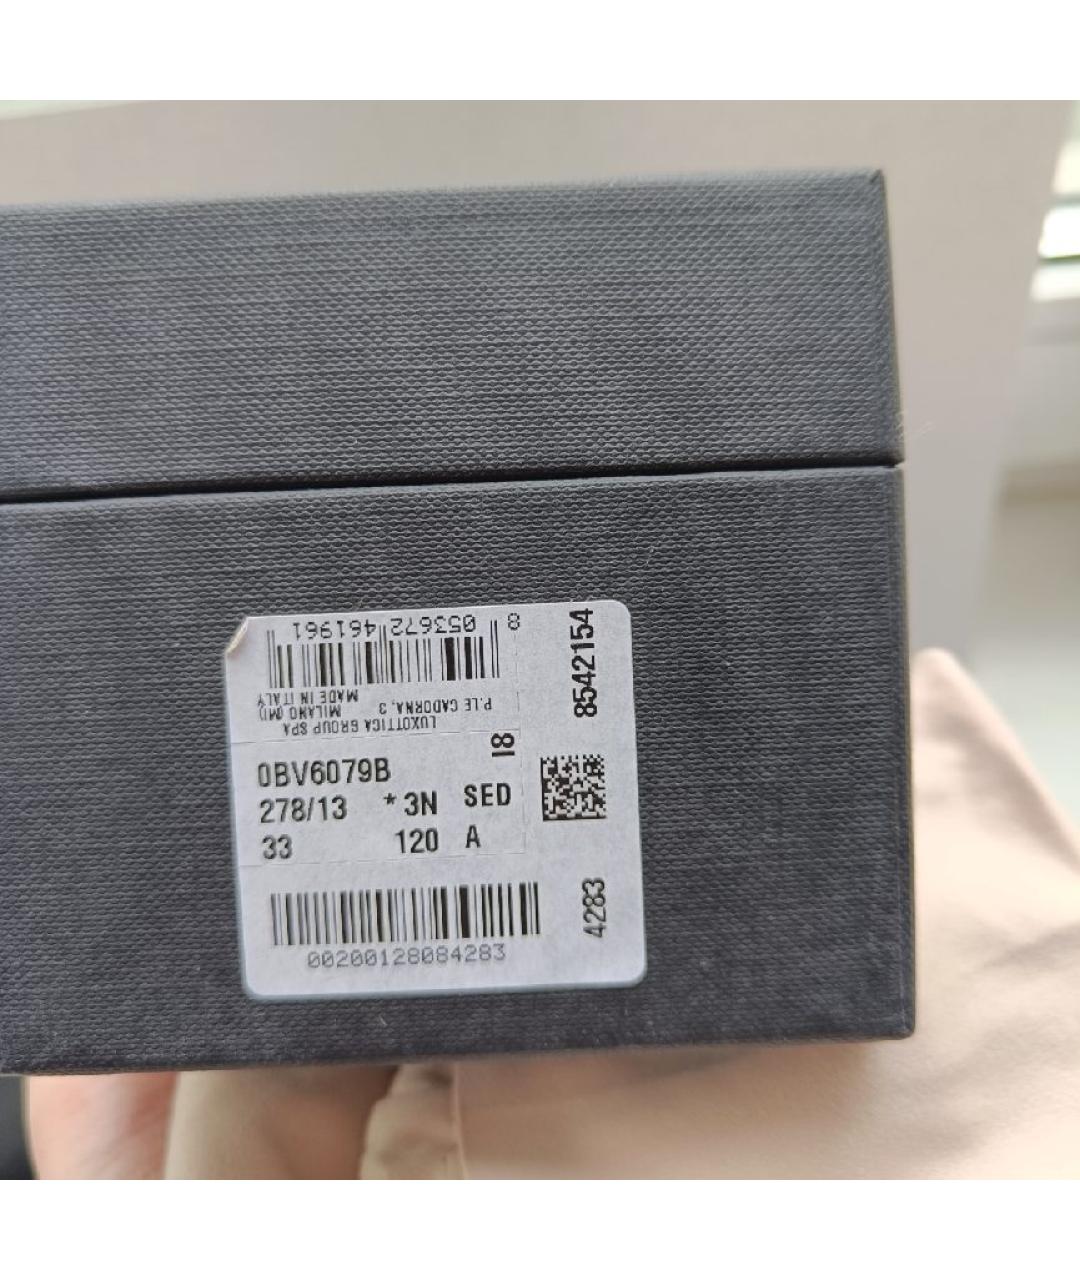 8 053672 461961
LUXOTTICA GROUP SPA
P.LE CADORNA, 3 MILANO (MI)
MADE IN ITALY
8542154
I8
0BV6079B
278/13 * 3N SED
33 120 A
4283
00200128084283